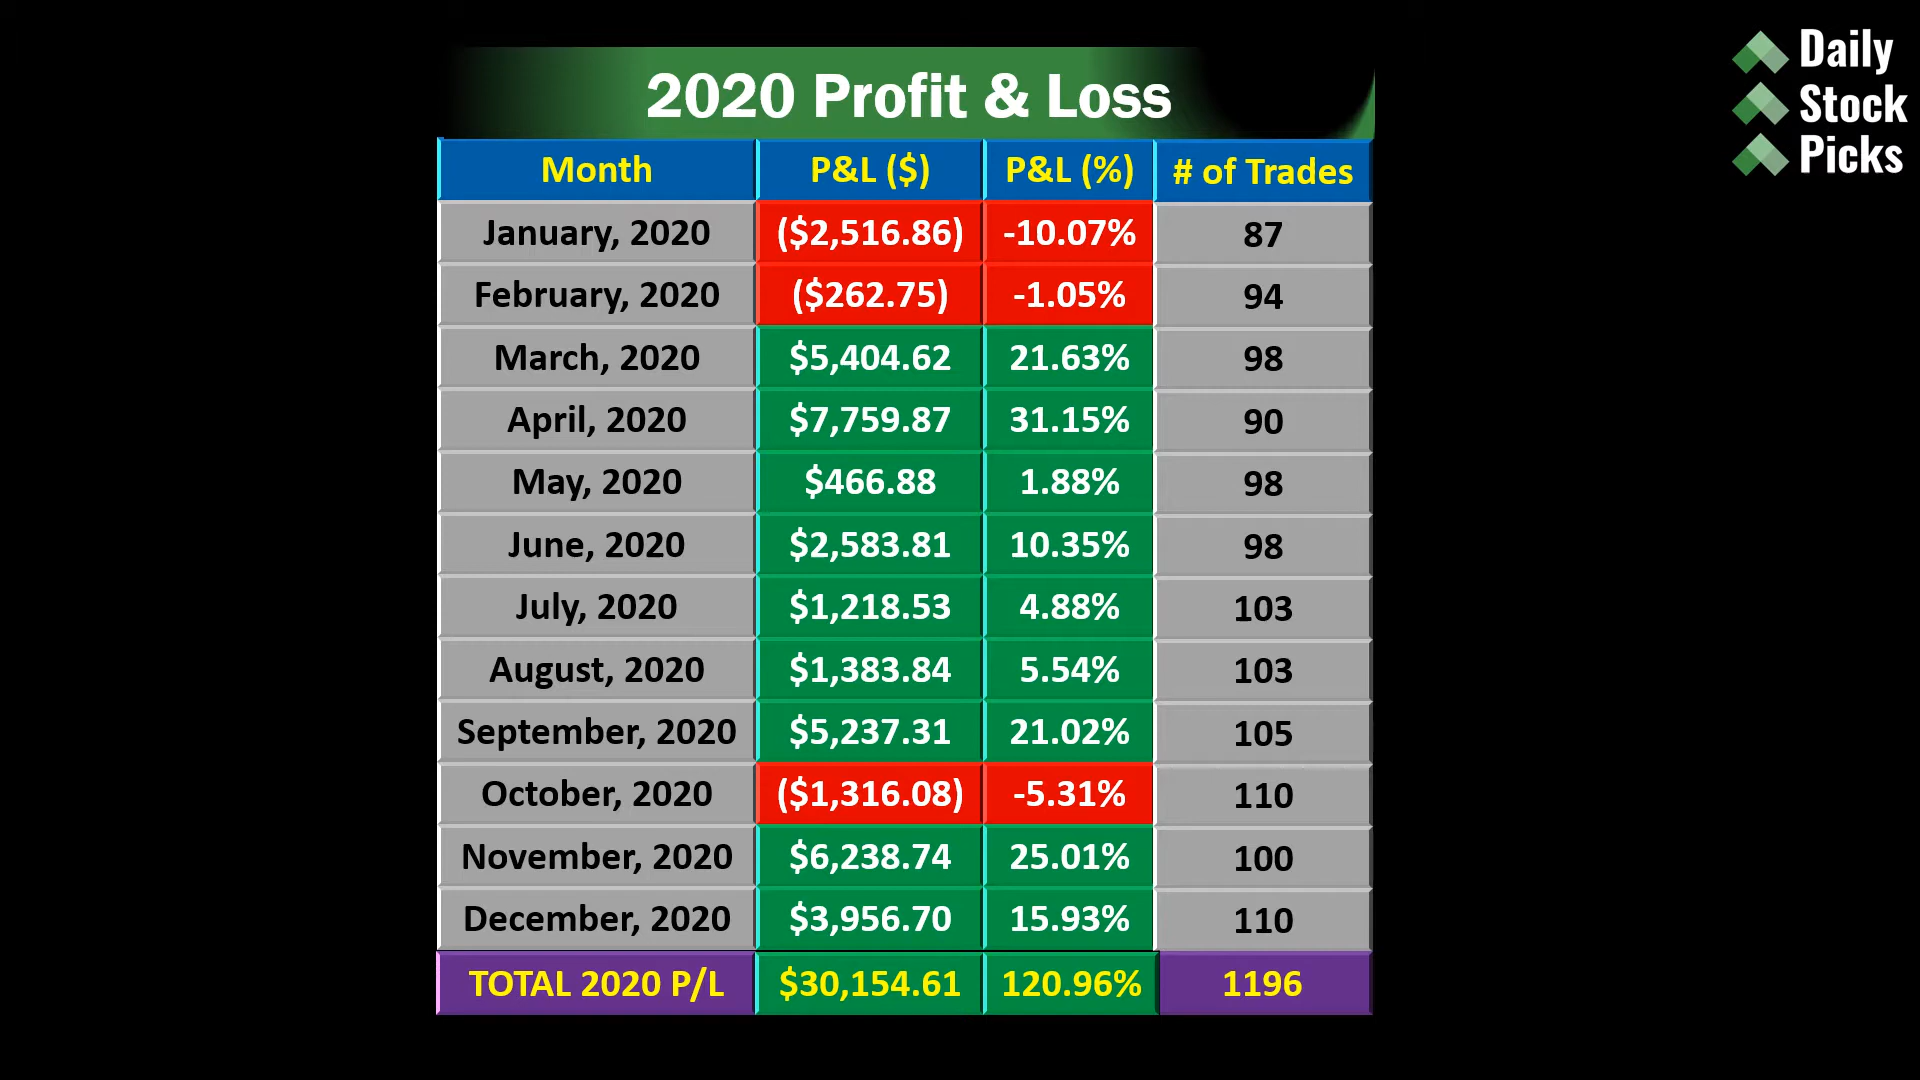 2020 Profit & Loss
Daily
Stock
Picks
Month P&L ($) P&L (%) # of Trades
January, 2020 ($2,516.86) -10.07% 87
February, 2020 ($262.75) -1.05% 94
March, 2020 $5,404.62 21.63% 98
April, 2020 $7,759.87 31.15% 90
May, 2020 $466.88 1.88% 98
June, 2020 $2,583.81 10.35% 98
July, 2020 $1,218.53 4.88% 103
August, 2020 $1,383.84 5.54% 103
September, 2020 $5,237.31 21.02% 105
October, 2020 ($1,316.08) -5.31% 110
November, 2020 $6,238.74 25.01% 100
December, 2020 $3,956.70 15.93% 110
TOTAL 2020 P/L $30,154.61 120.96% 1196